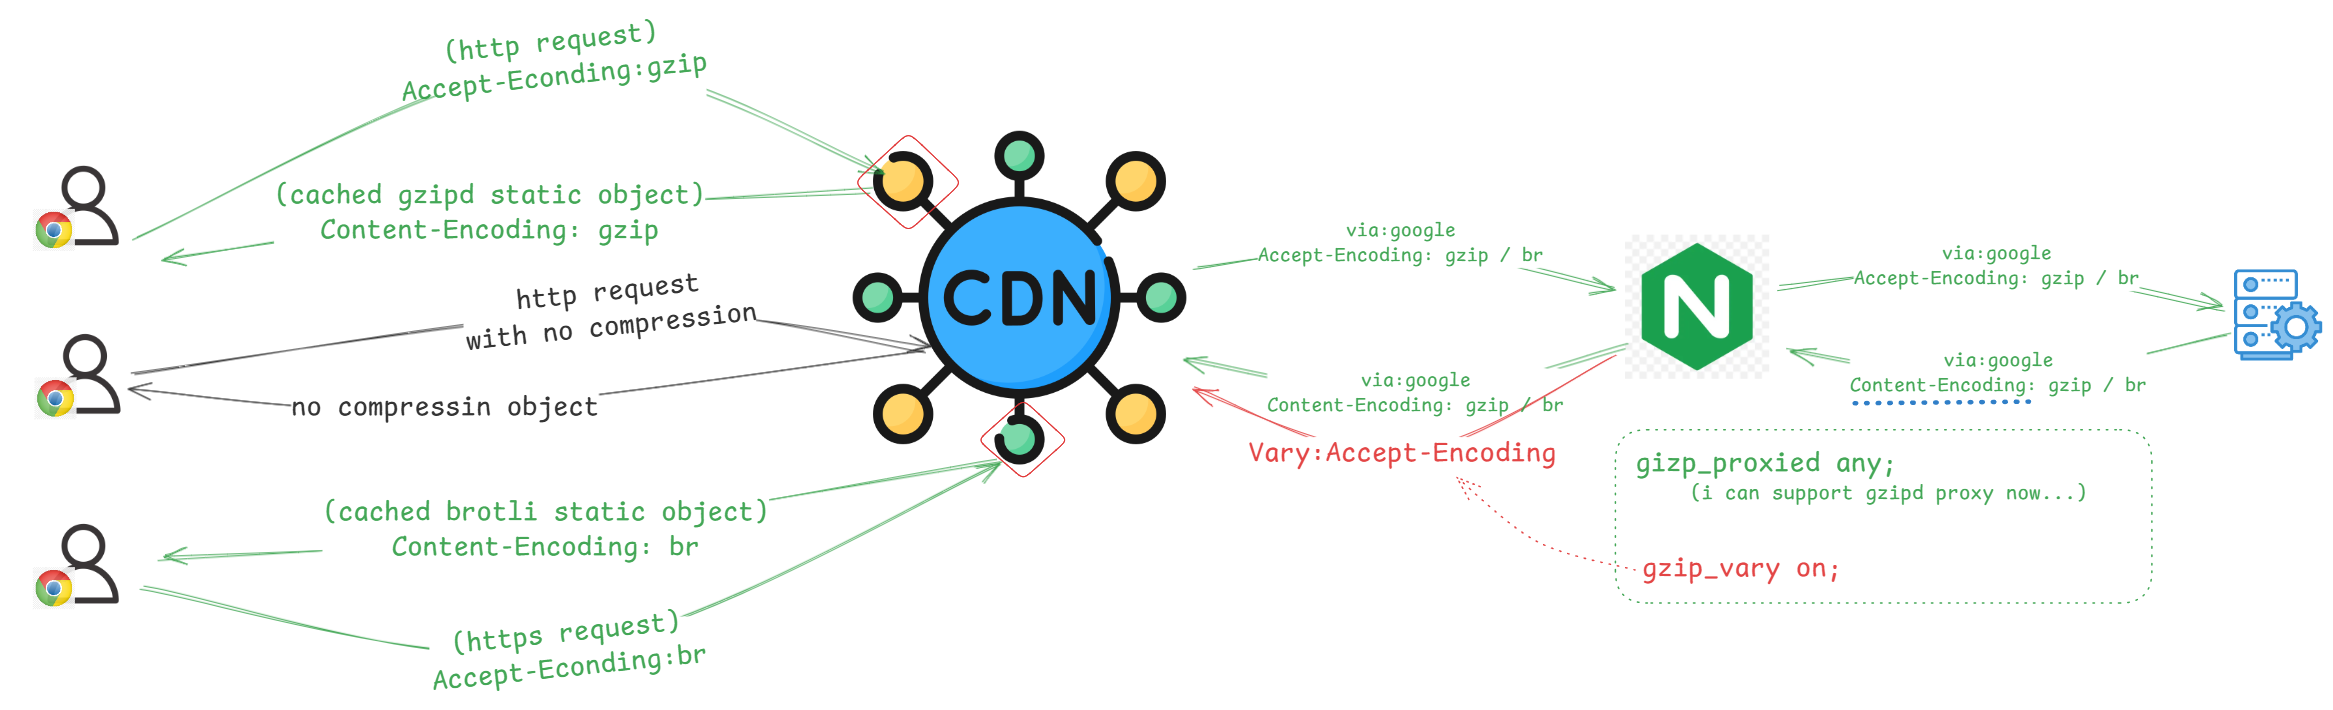 (http request)
Accept-Econding:gzip
(cached gzipd static object)
Content-Encoding: gzip
http request
with no compression
no compressin object
(cached brotli static object)
Content-Encoding: br
(https request)
Accept-Econding:br
CDN
via:google
Accept-Encoding: gzip / br
via:google
Content-Encoding: gzip / br
Vary:Accept-Encoding
N
via:google
Accept-Encoding: gzip / br
via:google
Content-Encoding: gzip / br
gizp_proxied any;
(i can support gzipd proxy now...)
gzip_vary on;